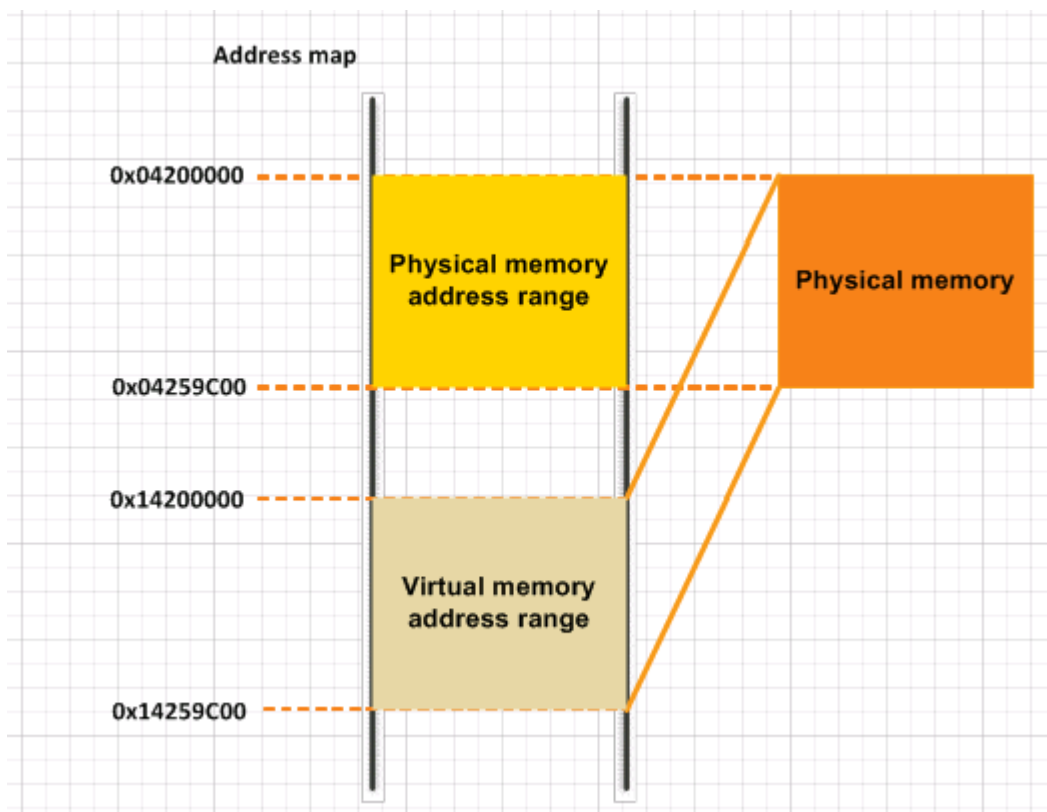 Address map
0x04200000
Physical memory
address range
Physical memory
0x04259C00
0x14200000
Virtual memory
address range
0x14259C00